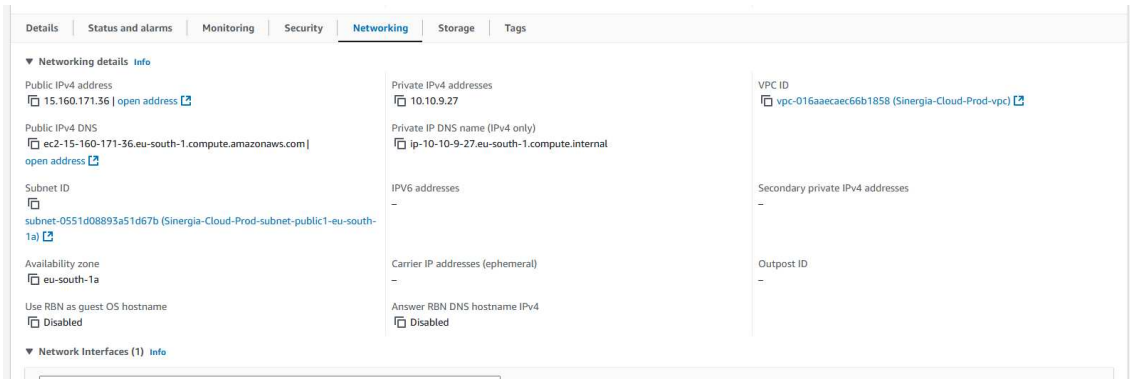 Details
Status and alarms
Monitoring
Security
Networking
Storage
Tags
Networking details Info
Public IPv4 address
15.160.171.36 | open address
Private IPv4 addresses
10.10.9.27
VPC ID
vpc-016aaecaec66b1858 (Sinergia-Cloud-Prod-vpc)
Public IPv4 DNS
ec2-15-160-171-36.eu-south-1.compute.amazonaws.com |
open address
Private IP DNS name (IPv4 only)
ip-10-10-9-27.eu-south-1.compute.internal
Subnet ID
subnet-0551d08893a51d67b (Sinergia-Cloud-Prod-subnet-public1-eu-south-
1a)
IPV6 addresses
–
Secondary private IPv4 addresses
–
Availability zone
eu-south-1a
Carrier IP addresses (ephemeral)
–
Outpost ID
–
Use RBN as guest OS hostname
Disabled
Answer RBN DNS hostname IPv4
Disabled
Network Interfaces (1) Info